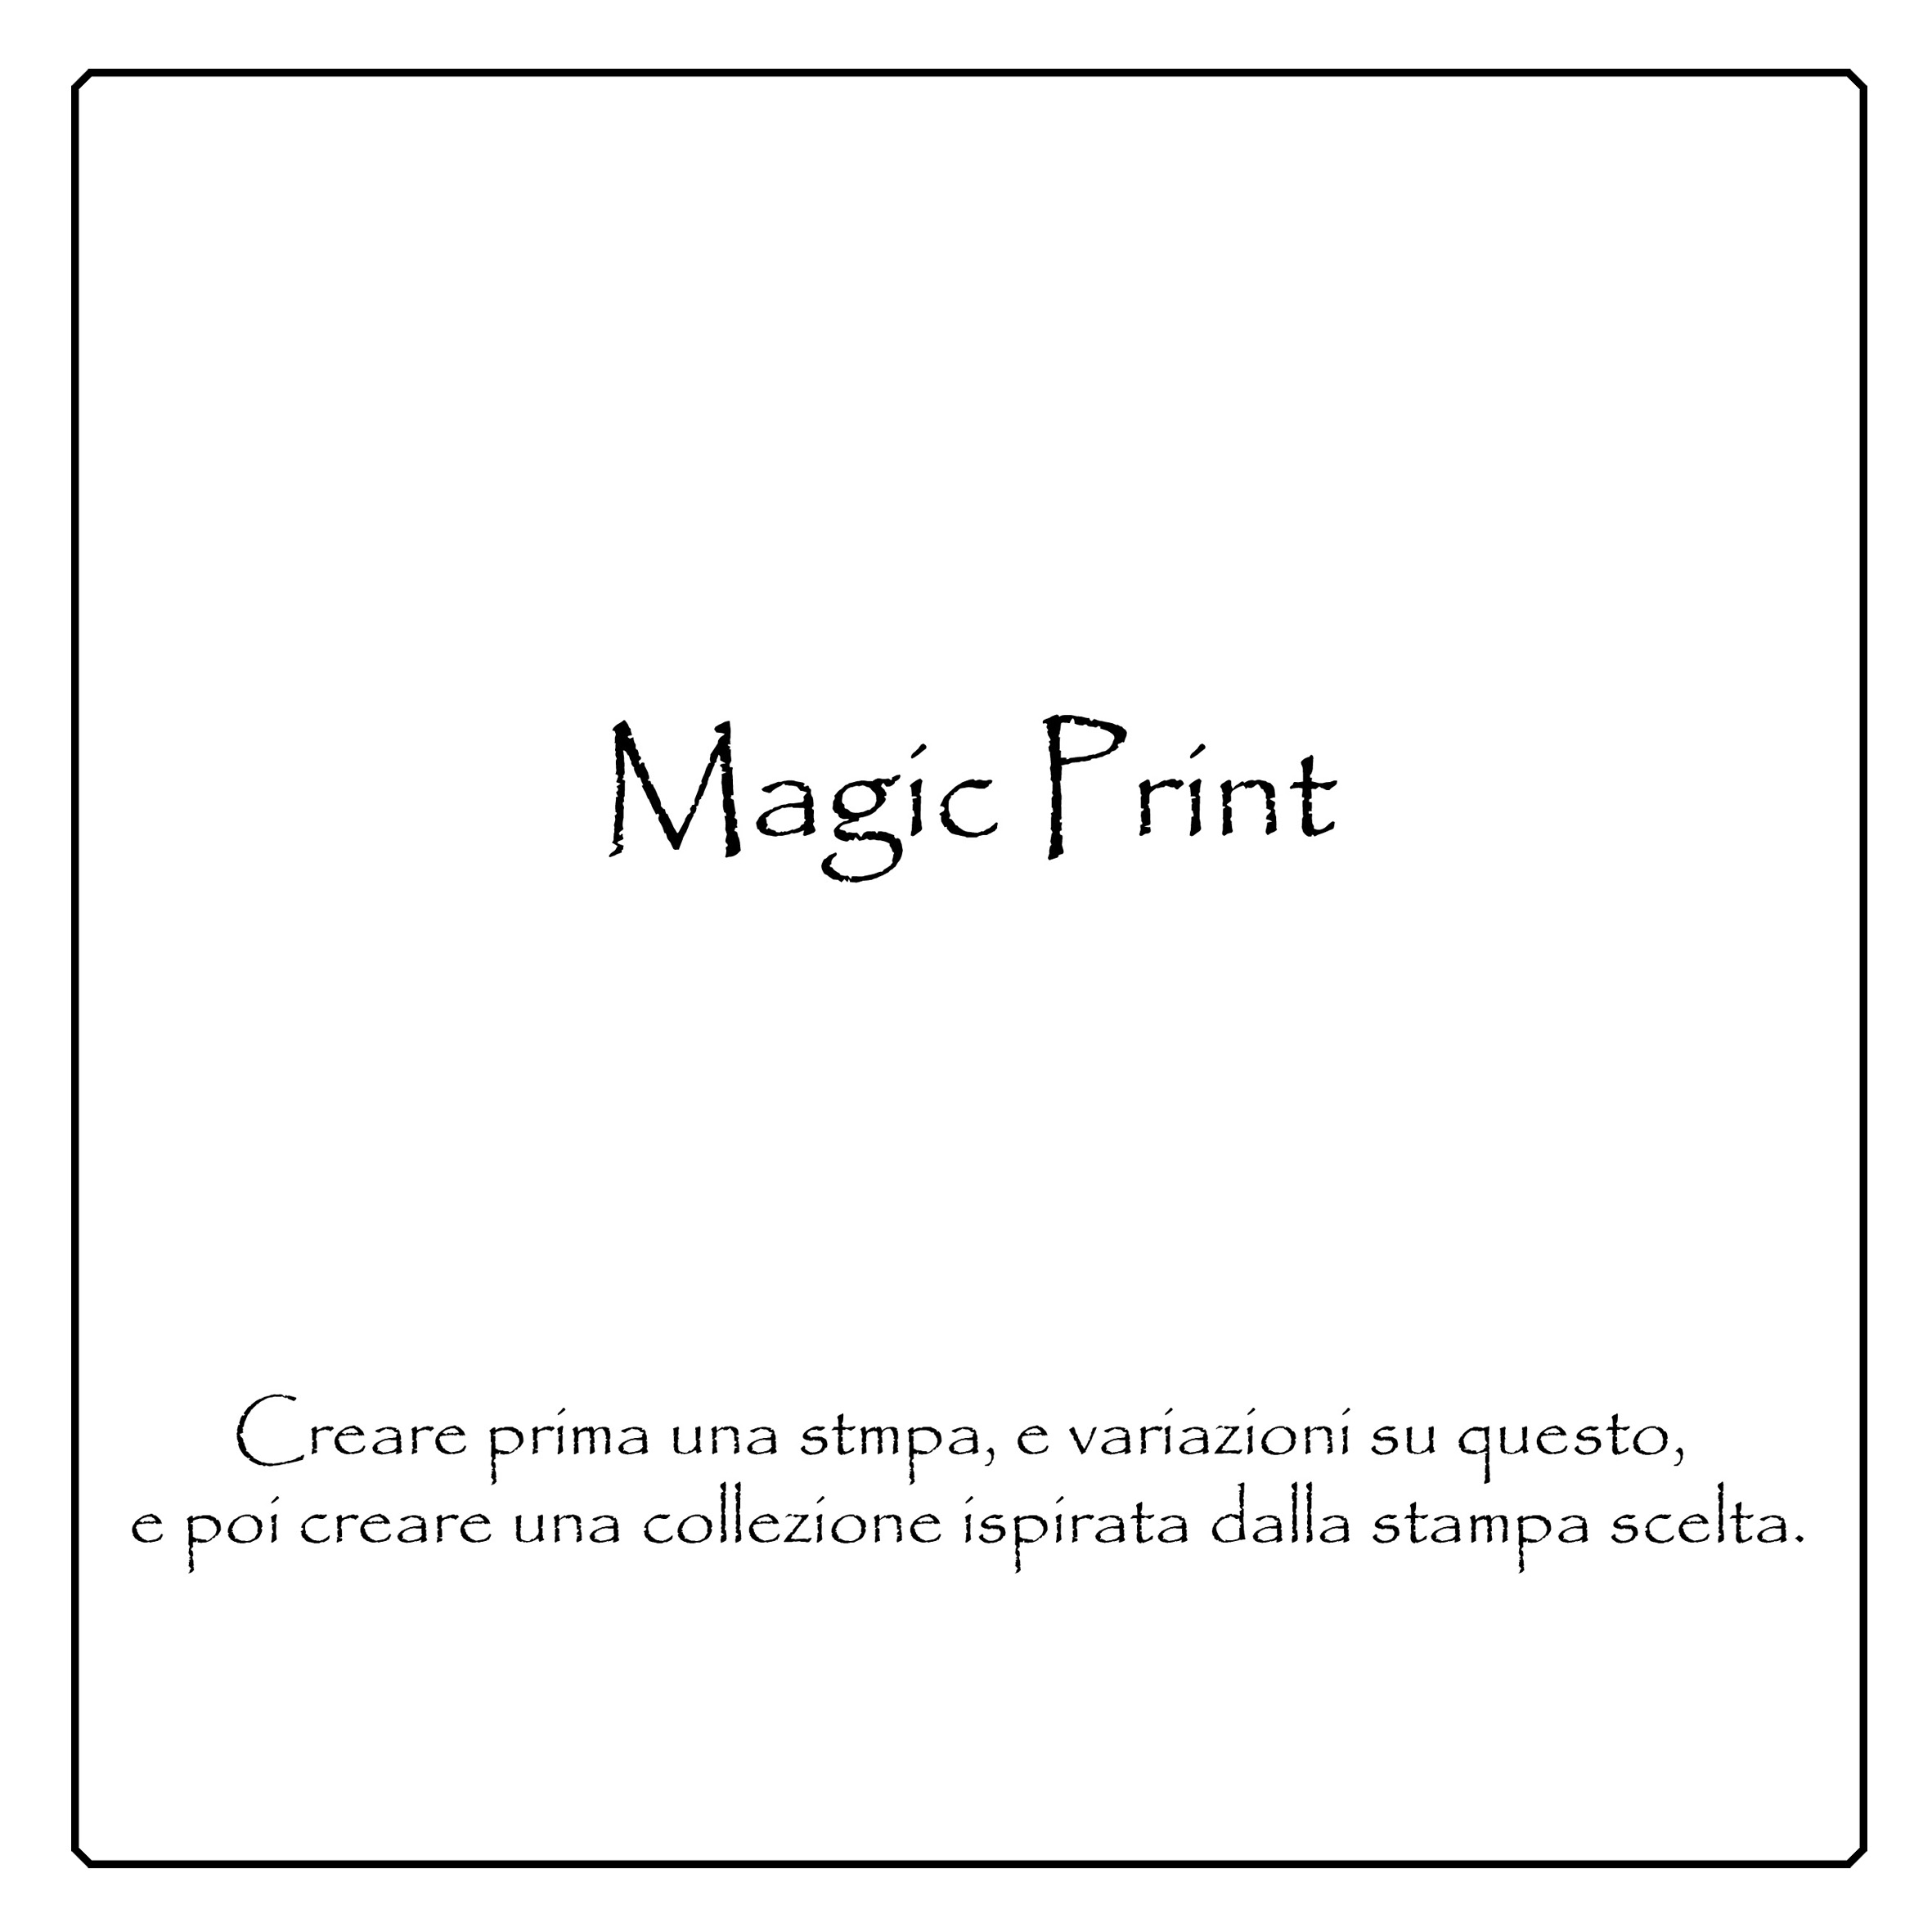 Magic Print
Creare prima una stmpa, e variazioni su questo,
e poi creare una collezione ispirata dalla stampa scelta.